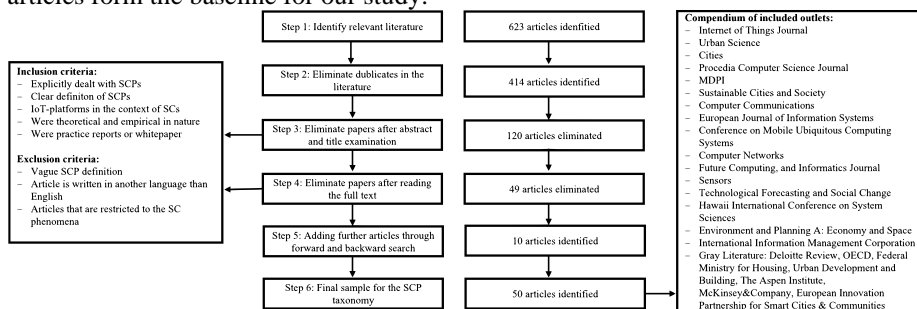 articles form the baseline for our study.
Inclusion criteria:
– Explicitly dealt with SCPs
– Clear definiton of SCPs
– IoT-platforms in the context of SCs
– Were theoretical and empirical in nature
– Were practice reports or whitepaper
Exclusion criteria:
– Vague SCP definition
– Article is written in another language than
English
– Articles that are restricted to the SC
phenomena
Step 1: Identify relevant literature
Step 2: Eliminate dublicates in the
literature
Step 3: Eliminate papers after abstract
and title examination
Step 4: Eliminate papers after reading
the full text
Step 5: Adding further articles through
forward and backward search
Step 6: Final sample for the SCP
taxonomy
623 articles idenfitied
414 articles identified
120 articles eliminated
49 articles eliminated
10 articles identified
50 articles identified
Compendium of included outlets:
– Internet of Things Journal
– Urban Science
– Cities
– Procedia Computer Science Journal
– MDPI
– Sustainable Cities and Society
– Computer Communications
– European Journal of Information Systems
– Conference on Mobile Ubiquitous Computing
Systems
– Computer Networks
– Future Computing, and Informatics Journal
– Sensors
– Technological Forecasting and Social Change
– Hawaii International Conference on System
Sciences
– Environment and Planning A: Economy and Space
– International Information Management Corporation
– Gray Literature: Deloitte Review, OECD, Federal
Ministry for Housing, Urban Development and
Building, The Aspen Institute,
McKinsey&Company, European Innovation
Partnership for Smart Cities & Communities